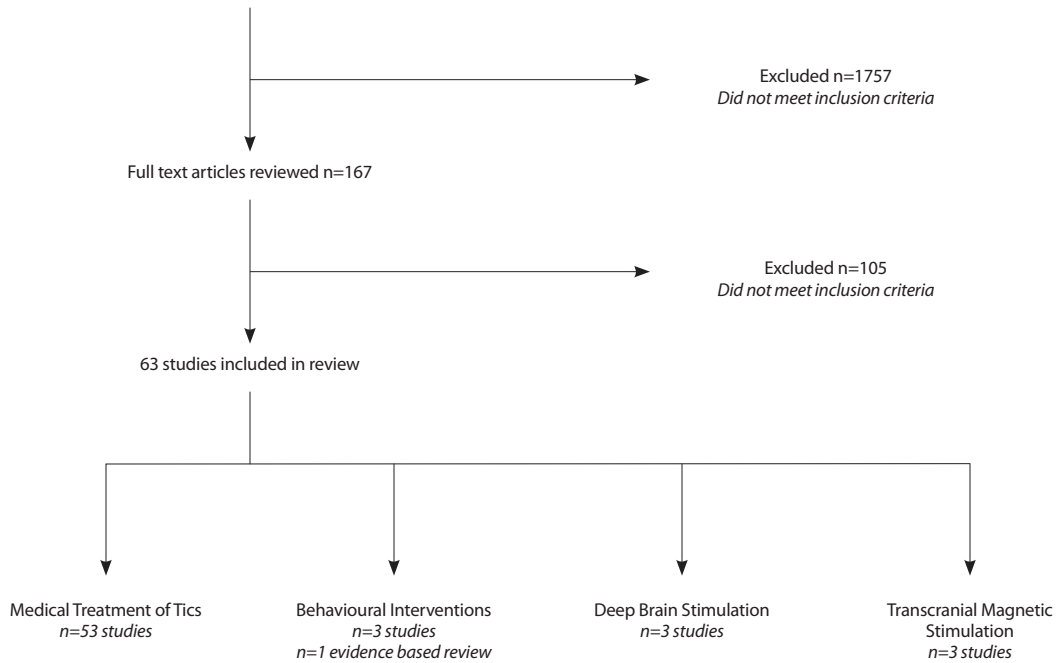 Excluded n=1757
Did not meet inclusion criteria
Full text articles reviewed n=167
Excluded n=105
Did not meet inclusion criteria
63 studies included in review
Medical Treatment of Tics
n=53 studies
Behavioural Interventions
n=3 studies
n=1 evidence based review
Deep Brain Stimulation
n=3 studies
Transcranial Magnetic
Stimulation
n=3 studies